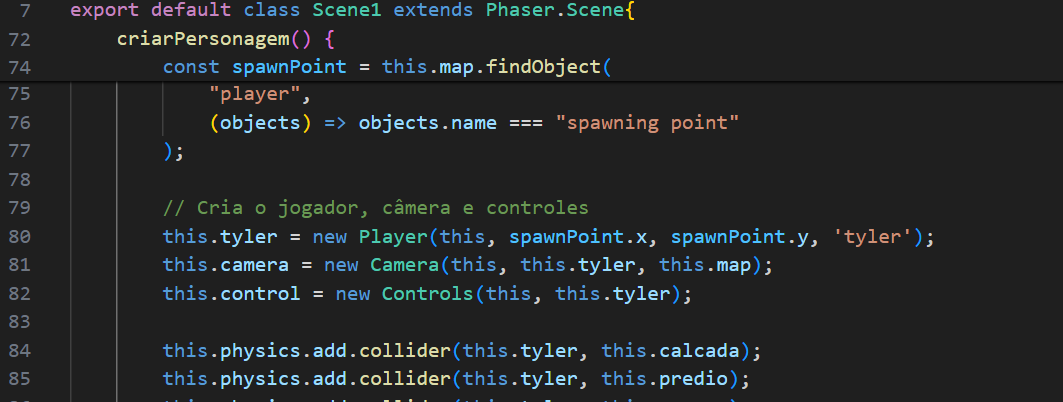 7 export default class Scene1 extends Phaser.Scene{
72 criarPersonagem() {
74 const spawnPoint = this.map.findObject(
75 "player",
76 (objects) => objects.name === "spawning point"
77 );
78
79 // Cria o jogador, câmera e controles
80 this.tyler = new Player(this, spawnPoint.x, spawnPoint.y, 'tyler');
81 this.camera = new Camera(this, this.tyler, this.map);
82 this.control = new Controls(this, this.tyler);
83
84 this.physics.add.collider(this.tyler, this.calcada);
85 this.physics.add.collider(this.tyler, this.predio);